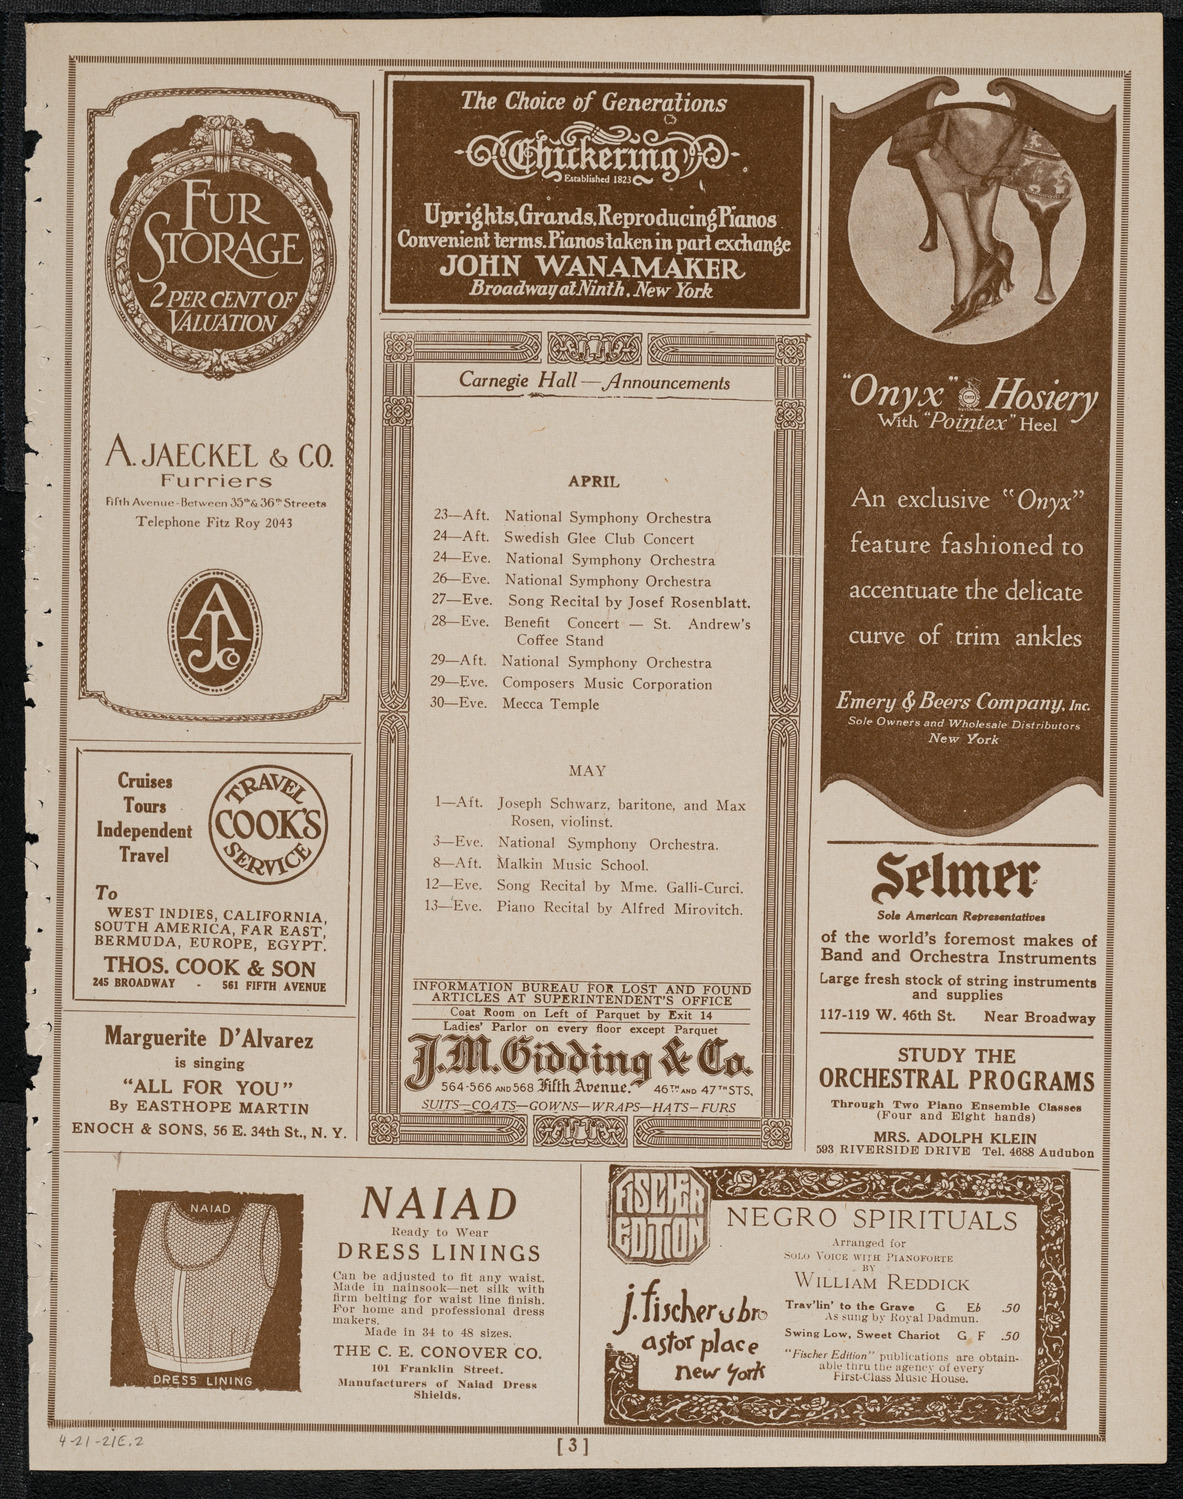 FUR
STORAGE
2 PER CENT OF
VALUATION
A. JAECKEL & CO.
Furriers
Fifth Avenue-Between 35th & 36th Streets
Telephone Fitz Roy 2043
AJCo
Cruises
Tours
Independent
Travel
TRAVEL
COOK'S
SERVICE
To
WEST INDIES, CALIFORNIA,
SOUTH AMERICA, FAR EAST,
BERMUDA, EUROPE, EGYPT.
THOS. COOK & SON
245 BROADWAY - 561 FIFTH AVENUE
Marguerite D'Alvarez
is singing
"ALL FOR YOU"
By EASTHOPE MARTIN
ENOCH & SONS, 56 E. 34th St., N. Y.
The Choice of Generations
Chickering
Established 1823
Uprights, Grands, Reproducing Pianos
Convenient terms. Pianos taken in part exchange
JOHN WANAMAKER
Broadway at Ninth, New York
Carnegie Hall — Announcements
APRIL
23—Aft. National Symphony Orchestra
24—Aft. Swedish Glee Club Concert
24—Eve. National Symphony Orchestra
26—Eve. National Symphony Orchestra
27—Eve. Song Recital by Josef Rosenblatt.
28—Eve. Benefit Concert — St. Andrew's
Coffee Stand
29—Aft. National Symphony Orchestra
29—Eve. Composers Music Corporation
30—Eve. Mecca Temple
MAY
1—Aft. Joseph Schwarz, baritone, and Max
Rosen, violinst.
3—Eve. National Symphony Orchestra.
8—Aft. Malkin Music School.
12—Eve. Song Recital by Mme. Galli-Curci.
13—Eve. Piano Recital by Alfred Mirovitch.
INFORMATION BUREAU FOR LOST AND FOUND
ARTICLES AT SUPERINTENDENT'S OFFICE
Coat Room on Left of Parquet by Exit 14
Ladies' Parlor on every floor except Parquet
J. M. Gidding & Co.
564-566 AND 568 Fifth Avenue. 46TH AND 47TH STS.
SUITS—COATS—GOWNS—WRAPS—HATS—FURS
"Onyx" Hosiery
With "Pointex" Heel
An exclusive "Onyx"
feature fashioned to
accentuate the delicate
curve of trim ankles
Emery & Beers Company, Inc.
Sole Owners and Wholesale Distributors
New York
Selmer
Sole American Representatives
of the world's foremost makes of
Band and Orchestra Instruments
Large fresh stock of string instruments
and supplies
117-119 W. 46th St. Near Broadway
STUDY THE
ORCHESTRAL PROGRAMS
Through Two Piano Ensemble Classes
(Four and Eight hands)
MRS. ADOLPH KLEIN
593 RIVERSIDE DRIVE Tel. 4688 Audubon
NAIAD
DRESS LINING
NAIAD
Ready to Wear
DRESS LININGS
Can be adjusted to fit any waist.
Made in nainsook—net silk with
firm belting for waist line finish.
For home and professional dress
makers.
Made in 34 to 48 sizes.
THE C. E. CONOVER CO.
101 Franklin Street.
Manufacturers of Naiad Dress
Shields.
FISCHER
EDITION
j. fischer & bro
astor place
new york
NEGRO SPIRITUALS
Arranged for
SOLO VOICE WITH PIANOFORTE
BY
WILLIAM REDDICK
Trav'lin' to the Grave G Eb .50
As sung by Royal Dadmun.
Swing Low, Sweet Chariot G F .50
"Fischer Edition" publications are obtain-
able thru the agency of every
First-Class Music House.
4-21-21E.2
[ 3 ]